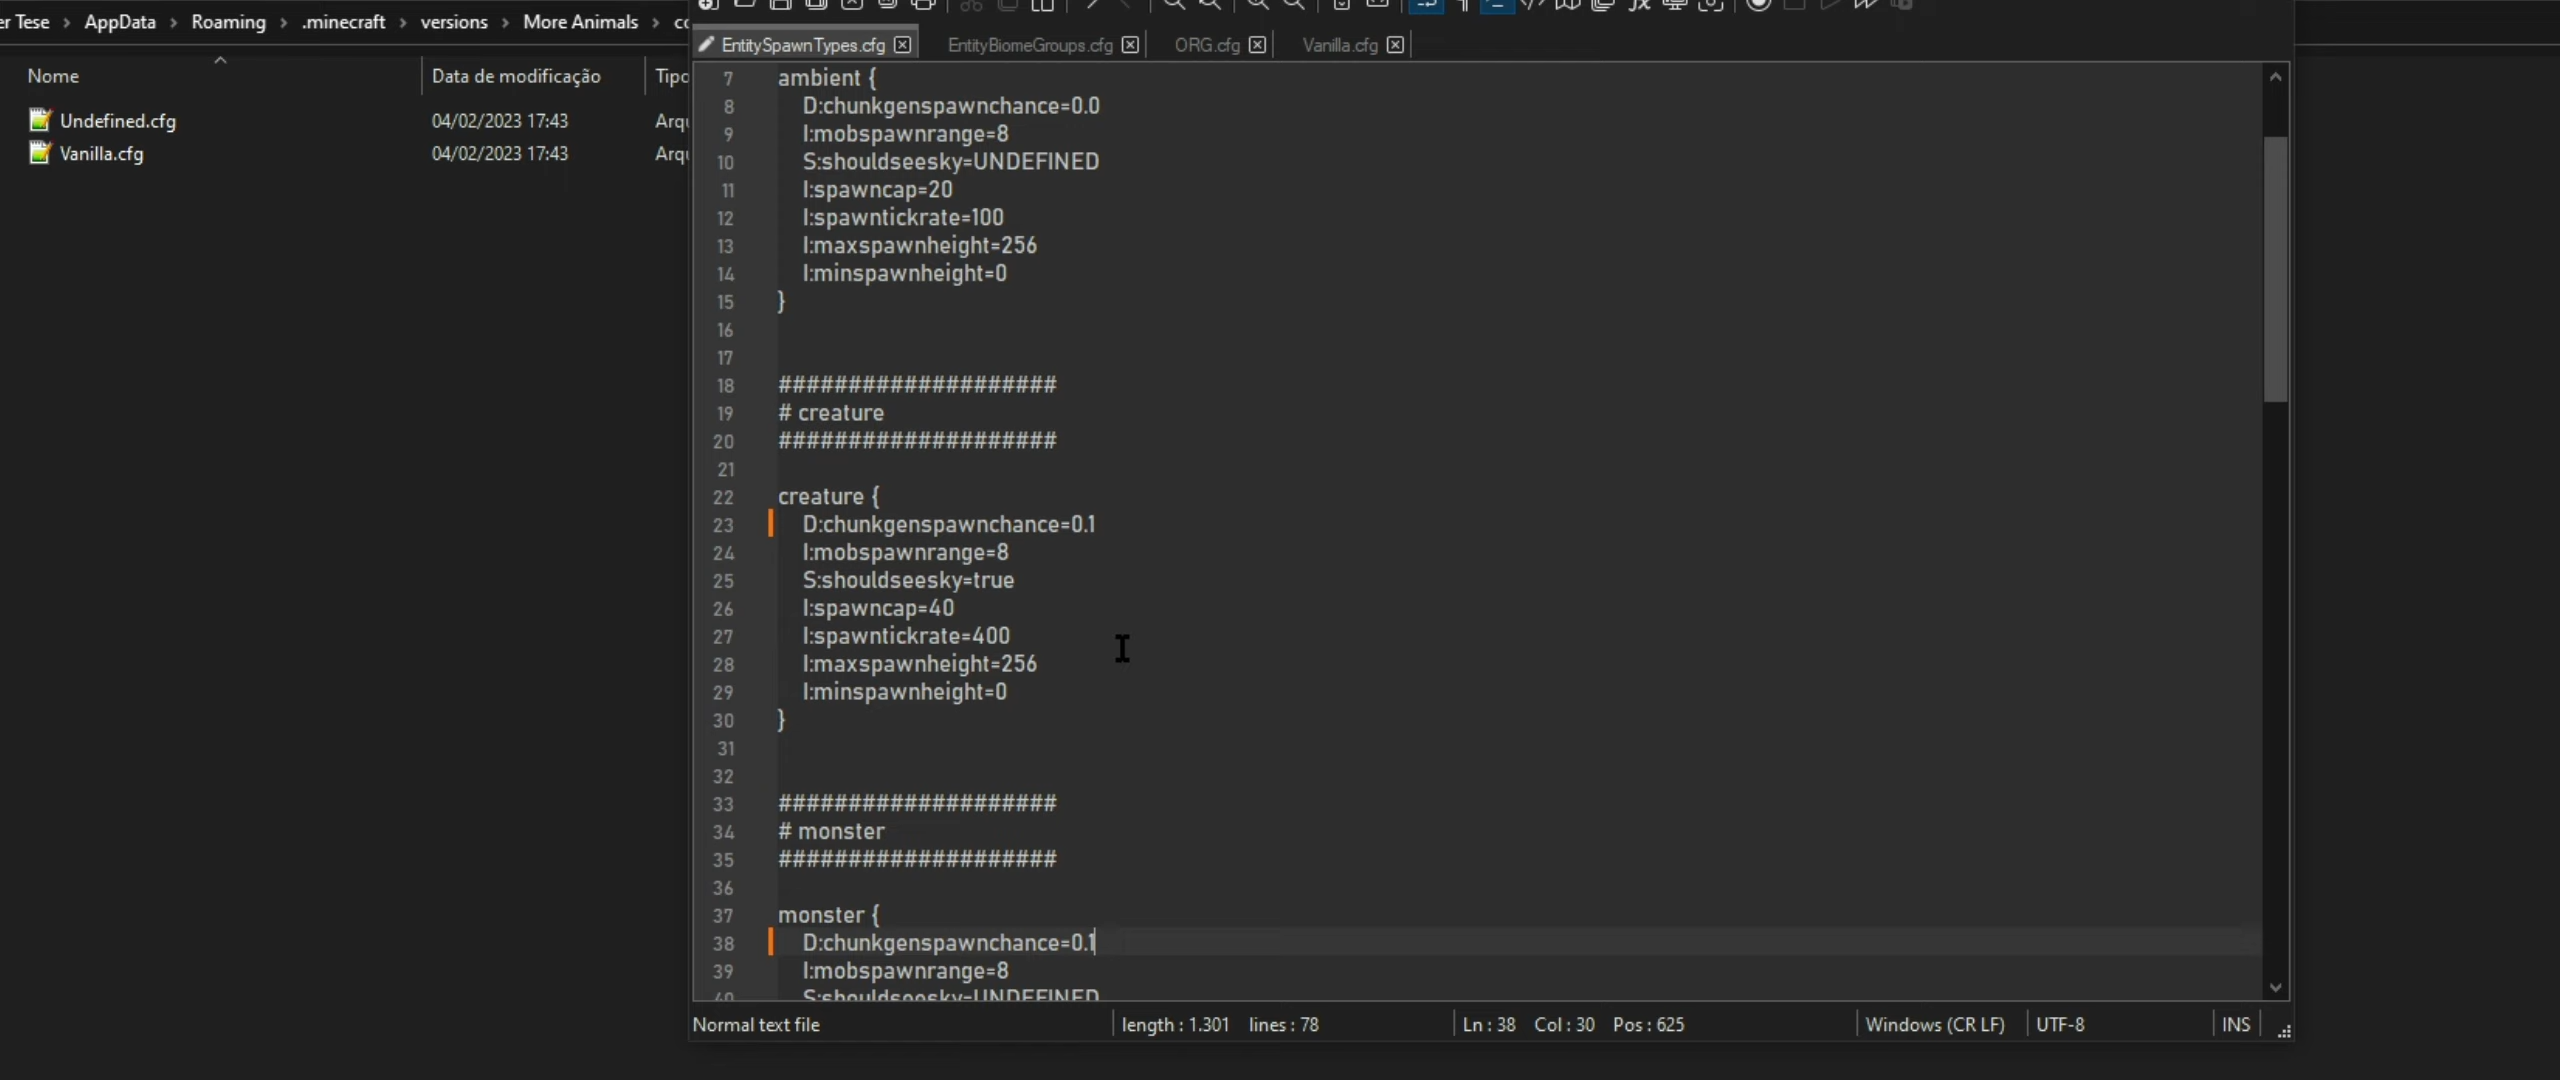 er Tese > AppData > Roaming > .minecraft > versions > More Animals >
Nome
Data de modificação
Undefined.cfg
04/02/2023 17:43
Vanilla.cfg
04/02/2023 17:43
EntitySpawnTypes.cfg
EntityBiomeGroups.cfg
ORG.cfg
Vanilla.cfg
7 ambient {
8 D:chunkgenspawnchance=0.0
9 I:mobspawnrange=8
10 S:shouldseesky=UNDEFINED
11 I:spawncap=20
12 I:spawntickrate=100
13 I:maxspawnheight=256
14 I:minspawnheight=0
15 }
16
17
18 ####################
19 # creature
20 ####################
21
22 creature {
23 D:chunkgenspawnchance=0.1
24 I:mobspawnrange=8
25 S:shouldseesky=true
26 I:spawncap=40
27 I:spawntickrate=400
28 I:maxspawnheight=256
29 I:minspawnheight=0
30 }
31
32
33 ####################
34 # monster
35 ####################
36
37 monster {
38 D:chunkgenspawnchance=0.1
39 I:mobspawnrange=8
40 S:shouldseesky=UNDEFINED
Normal text file
length : 1.301 lines : 78
Ln : 38 Col : 30 Pos : 625
Windows (CR LF)
UTF-8
INS